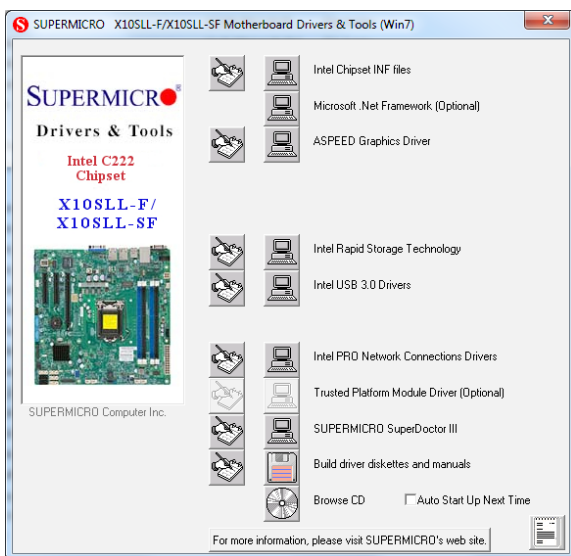 SUPERMICRO X10SLL-F/X10SLL-SF Motherboard Drivers & Tools (Win7)
SUPERMICRO®
Drivers & Tools
Intel C222
Chipset
X10SLL-F/
X10SLL-SF
SUPERMICRO Computer Inc.
Intel Chipset INF files
Microsoft .Net Framework (Optional)
ASPEED Graphics Driver
Intel Rapid Storage Technology
Intel USB 3.0 Drivers
Intel PRO Network Connections Drivers
Trusted Platform Module Driver (Optional)
SUPERMICRO SuperDoctor III
Build driver diskettes and manuals
Browse CD
Auto Start Up Next Time
For more information, please visit SUPERMICRO's web site.